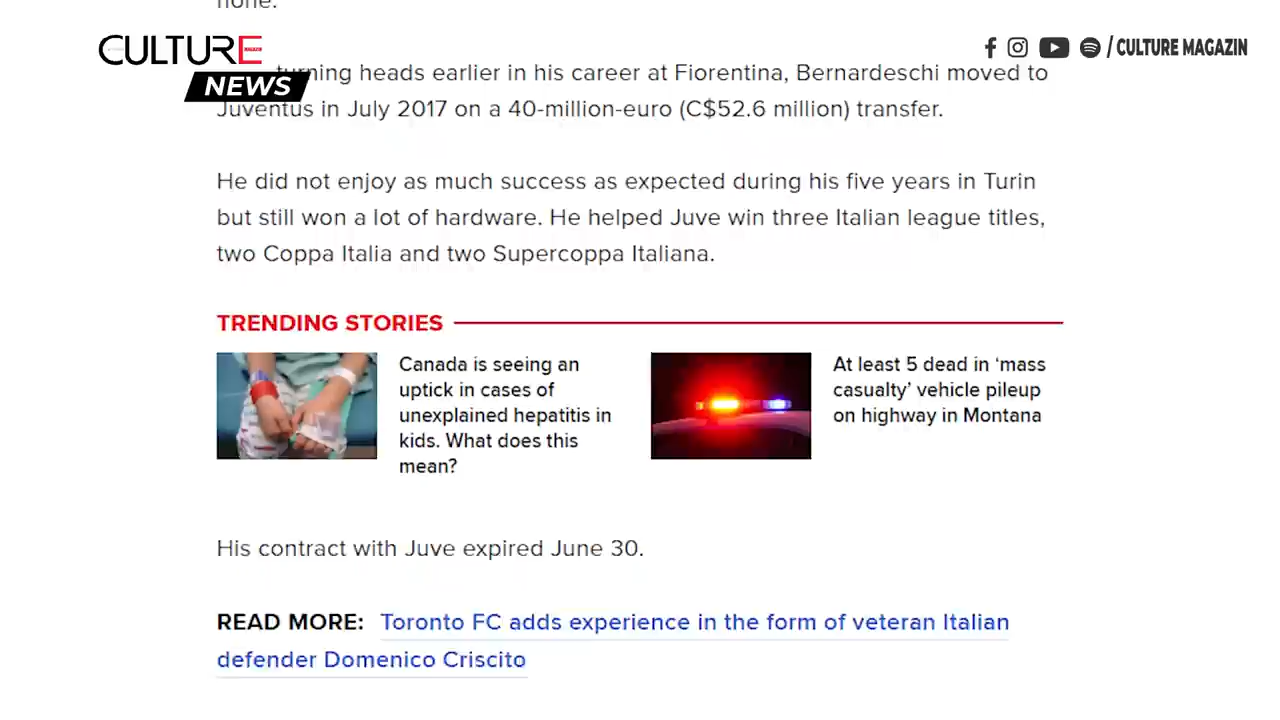 none.
CULTURE
NEWS
/ CULTURE MAGAZIN
turning heads earlier in his career at Fiorentina, Bernardeschi moved to
Juventus in July 2017 on a 40-million-euro (C$52.6 million) transfer.
He did not enjoy as much success as expected during his five years in Turin
but still won a lot of hardware. He helped Juve win three Italian league titles,
two Coppa Italia and two Supercoppa Italiana.
TRENDING STORIES
Canada is seeing an
uptick in cases of
unexplained hepatitis in
kids. What does this
mean?
At least 5 dead in ‘mass
casualty’ vehicle pileup
on highway in Montana
His contract with Juve expired June 30.
READ MORE: Toronto FC adds experience in the form of veteran Italian
defender Domenico Criscito